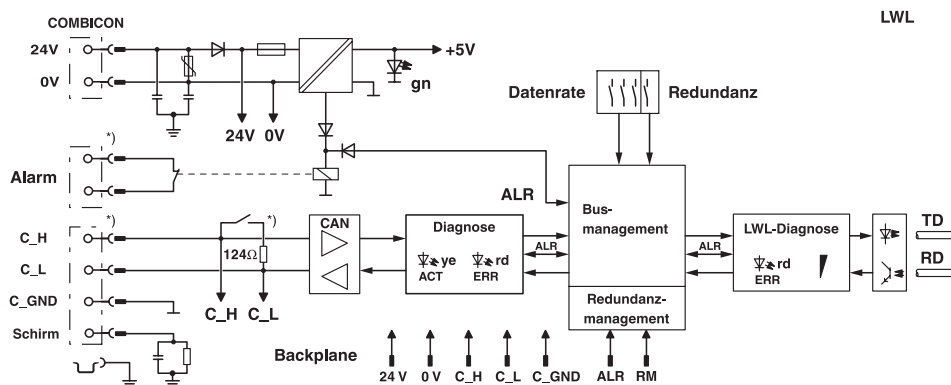 COMBICON
LWL
24V
0V
+5V
gn
24V 0V
Datenrate
Redundanz
*)
Alarm
ALR
*)
C_H
C_L
C_GND
Schirm
*)
124Ω
C_H C_L
CAN
Diagnose
ye
ACT
rd
ERR
ALR
Bus-
management
Redundanz-
management
ALR
LWL-Diagnose
rd
ERR
TD
RD
Backplane
24 V
0 V
C_H
C_L
C_GND
ALR
RM